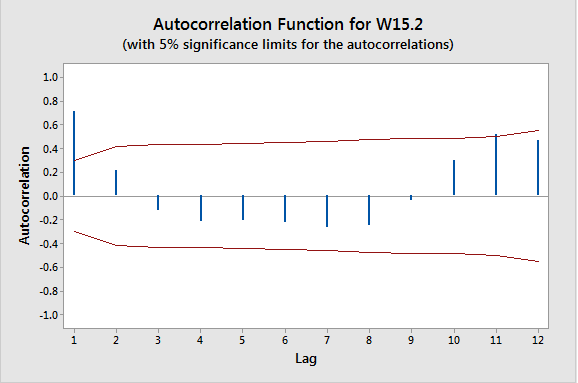 Autocorrelation Function for W15.2
(with 5% significance limits for the autocorrelations)
1.0
0.8
0.6
0.4
0.2
0.0
-0.2
-0.4
-0.6
-0.8
-1.0
Autocorrelation
1 2 3 4 5 6 7 8 9 10 11 12
Lag